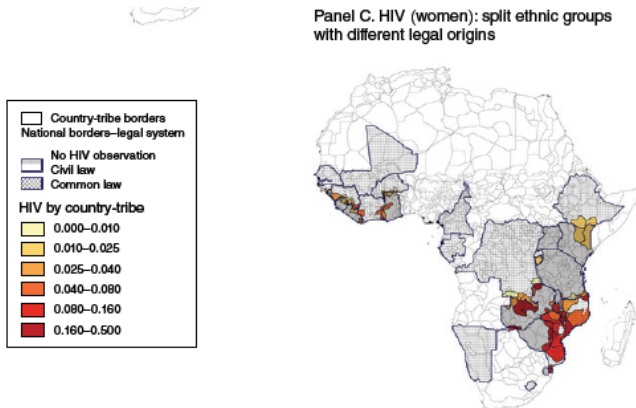 Panel C. HIV (women): split ethnic groups
with different legal origins
Country-tribe borders
National borders–legal system
No HIV observation
Civil law
Common law
HIV by country-tribe
0.000–0.010
0.010–0.025
0.025–0.040
0.040–0.080
0.080–0.160
0.160–0.500